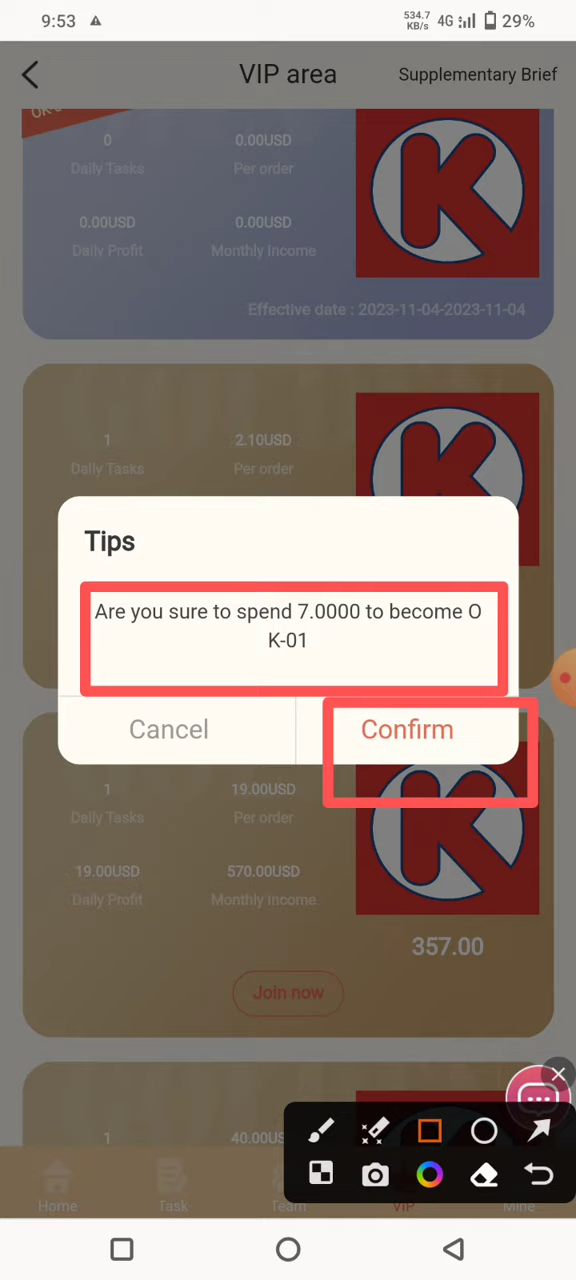 9:53
534.7 KB/s 4G 29%
VIP area
Supplementary Brief
0 0.00USD
Daily Tasks Per order
0.00USD 0.00USD
Daily Profit Monthly Income
Effective date : 2023-11-04-2023-11-04
1 2.10USD
Daily Tasks Per order
Tips
Are you sure to spend 7.0000 to become O
K-01
Cancel Confirm
1 19.00USD
Daily Tasks Per order
19.00USD 570.00USD
Daily Profit Monthly Income
357.00
Join now
1 40.00US
Home Task Team VIP Mine